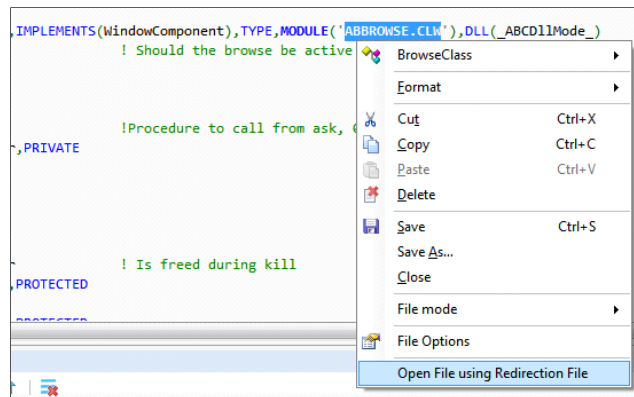 ,IMPLEMENTS(WindowComponent),TYPE,MODULE('ABBROWSE.CLW'),DLL(_ABCDllMode_)
! Should the browse be active
BrowseClass
Format
!Procedure to call from ask,
,PRIVATE
Cut Ctrl+X
Copy Ctrl+C
Paste Ctrl+V
Delete
Save Ctrl+S
Save As...
! Is freed during kill
Close
,PROTECTED
File mode
PROTECTED
File Options
Open File using Redirection File